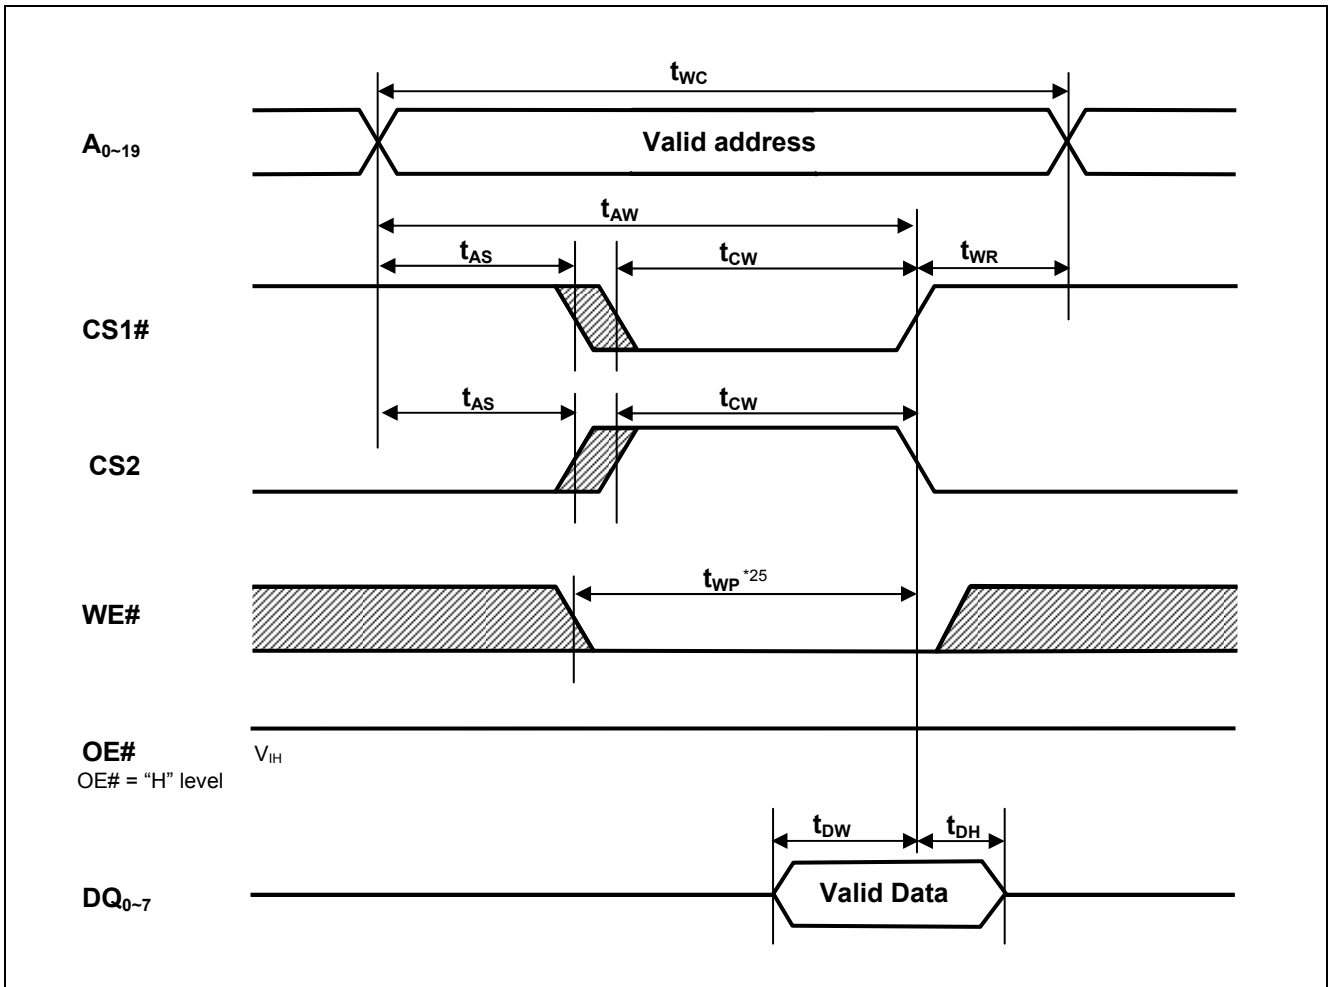 tWC
A0~19
Valid address
tAW
tAS
tCW
tWR
CS1#
tAS
tCW
CS2
tWP *25
WE#
OE#
VIH
OE# = “H” level
tDW
tDH
DQ0~7
Valid Data